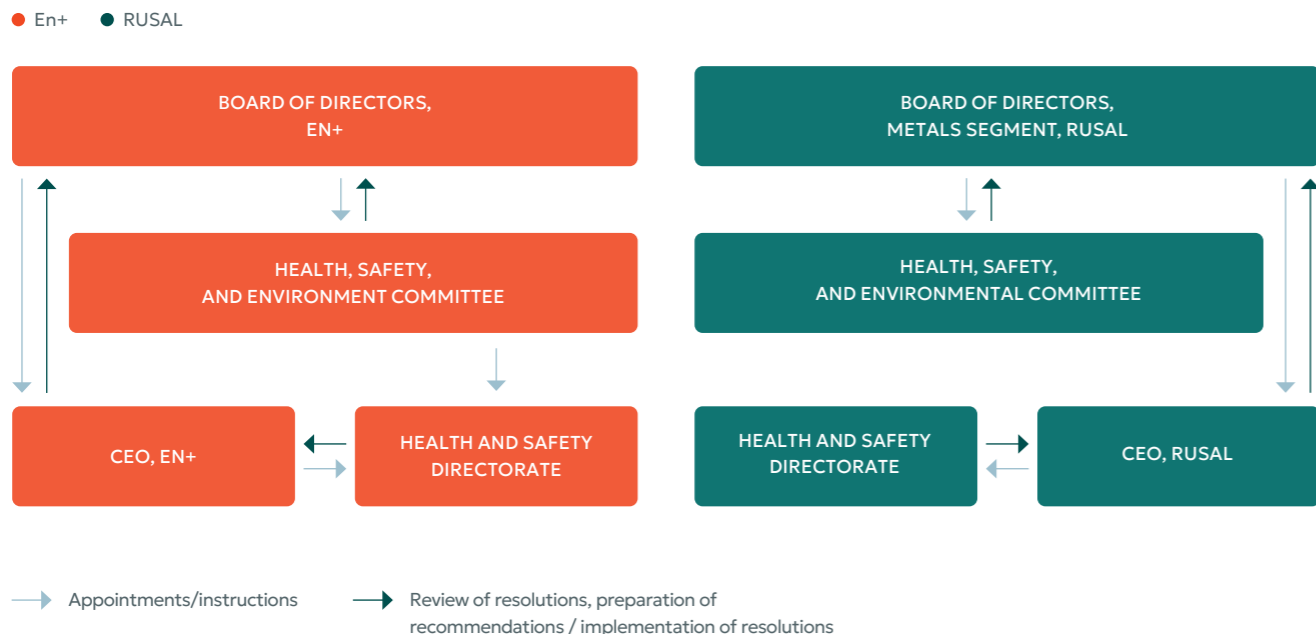 En+
RUSAL
BOARD OF DIRECTORS,
EN+
BOARD OF DIRECTORS,
METALS SEGMENT, RUSAL
HEALTH, SAFETY,
AND ENVIRONMENT COMMITTEE
HEALTH, SAFETY,
AND ENVIRONMENTAL COMMITTEE
CEO, EN+
HEALTH AND SAFETY
DIRECTORATE
HEALTH AND SAFETY
DIRECTORATE
CEO, RUSAL
Appointments/instructions
Review of resolutions, preparation of
recommendations / implementation of resolutions